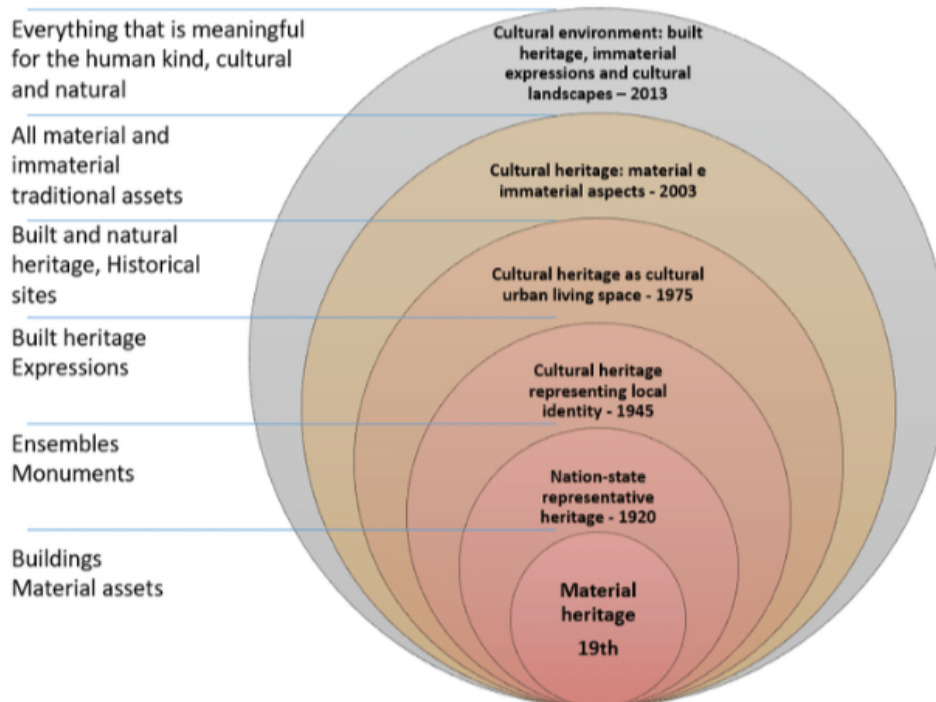 Everything that is meaningful
for the human kind, cultural
and natural
All material and
immaterial
traditional assets
Built and natural
heritage, Historical
sites
Built heritage
Expressions
Ensembles
Monuments
Buildings
Material assets
Cultural environment: built
heritage, immaterial
expressions and cultural
landscapes – 2013
Cultural heritage: material e
immaterial aspects - 2003
Cultural heritage as cultural
urban living space - 1975
Cultural heritage
representing local
identity - 1945
Nation-state
representative
heritage - 1920
Material
heritage
19th